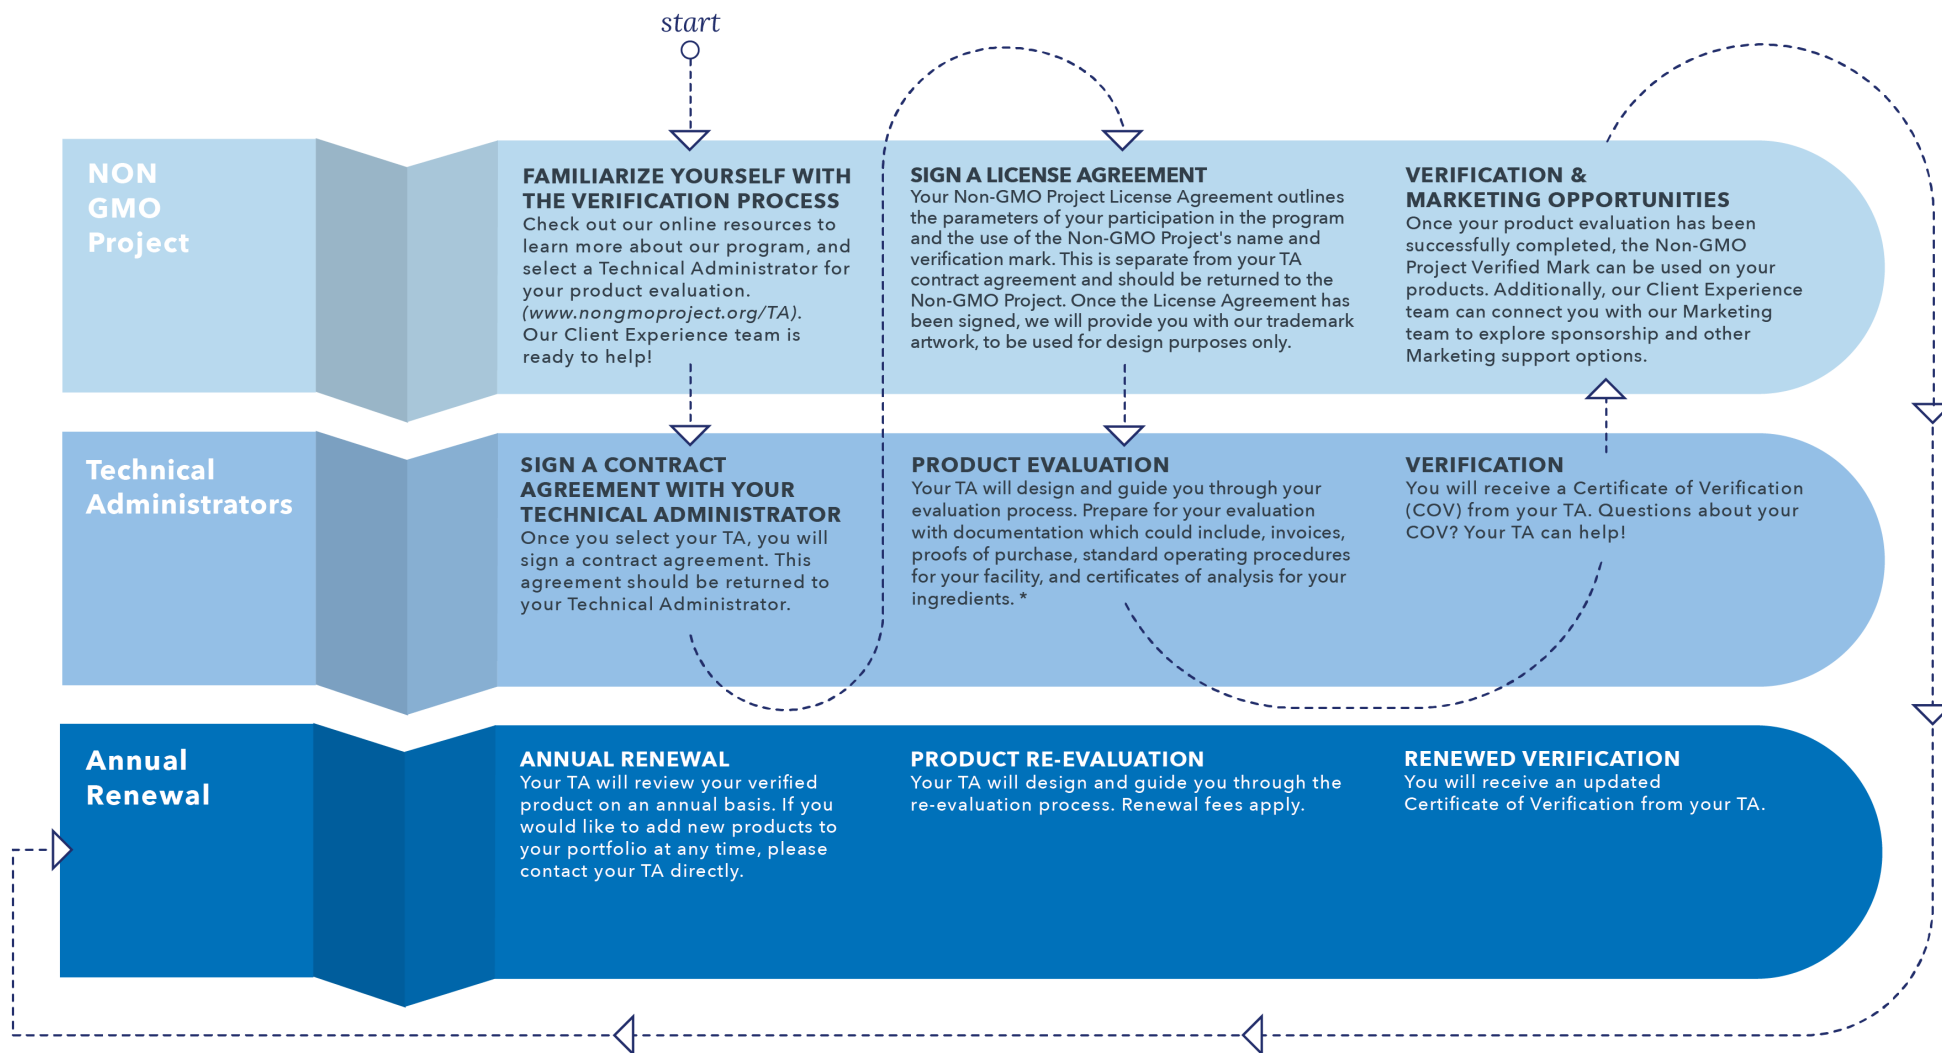 start
NON
GMO
Project
FAMILIARIZE YOURSELF WITH
THE VERIFICATION PROCESS
Check out our online resources to
learn more about our program, and
select a Technical Administrator for
your product evaluation.
(www.nongmoproject.org/TA).
Our Client Experience team is
ready to help!
SIGN A LICENSE AGREEMENT
Your Non-GMO Project License Agreement outlines
the parameters of your participation in the program
and the use of the Non-GMO Project's name and
verification mark. This is separate from your TA
contract agreement and should be returned to the
Non-GMO Project. Once the License Agreement has
been signed, we will provide you with our trademark
artwork, to be used for design purposes only.
VERIFICATION &
MARKETING OPPORTUNITIES
Once your product evaluation has been
successfully completed, the Non-GMO
Project Verified Mark can be used on your
products. Additionally, our Client Experience
team can connect you with our Marketing
team to explore sponsorship and other
Marketing support options.
Technical
Administrators
SIGN A CONTRACT
AGREEMENT WITH YOUR
TECHNICAL ADMINISTRATOR
Once you select your TA, you will
sign a contract agreement. This
agreement should be returned to
your Technical Administrator.
PRODUCT EVALUATION
Your TA will design and guide you through your
evaluation process. Prepare for your evaluation
with documentation which could include, invoices,
proofs of purchase, standard operating procedures
for your facility, and certificates of analysis for your
ingredients. *
VERIFICATION
You will receive a Certificate of Verification
(COV) from your TA. Questions about your
COV? Your TA can help!
Annual
Renewal
ANNUAL RENEWAL
Your TA will review your verified
product on an annual basis. If you
would like to add new products to
your portfolio at any time, please
contact your TA directly.
PRODUCT RE-EVALUATION
Your TA will design and guide you through the
re-evaluation process. Renewal fees apply.
RENEWED VERIFICATION
You will receive an updated
Certificate of Verification from your TA.